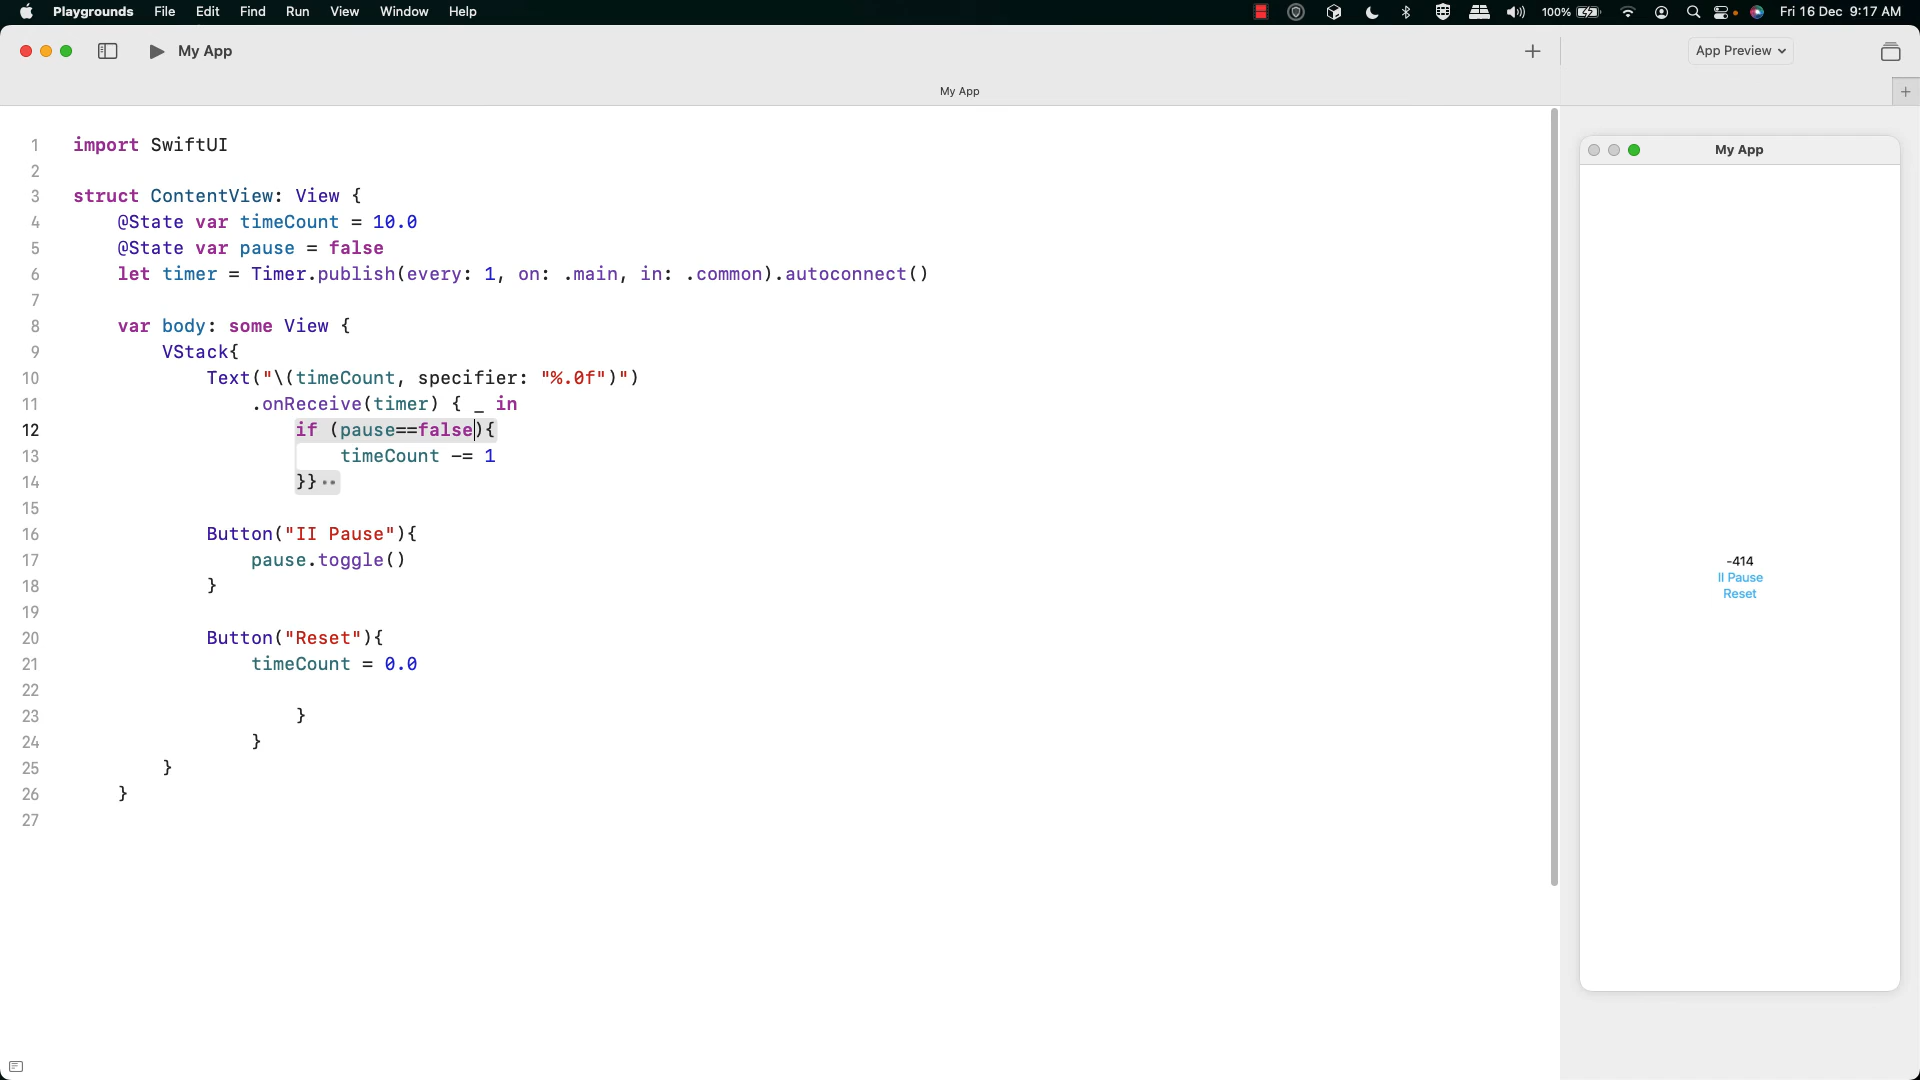 Playgrounds File Edit Find Run View Window Help 100% Fri 16 Dec 9:17 AM
My App App Preview
My App
1 import SwiftUI
2
3 struct ContentView: View {
4 @State var timeCount = 10.0
5 @State var pause = false
6 let timer = Timer.publish(every: 1, on: .main, in: .common).autoconnect()
7
8 var body: some View {
9 VStack{
10 Text("\(timeCount, specifier: "%.0f")")
11 .onReceive(timer) { _ in
12 if (pause==false){
13 timeCount -= 1
14 }}
15
16 Button("II Pause"){
17 pause.toggle()
18 }
19
20 Button("Reset"){
21 timeCount = 0.0
22
23 }
24 }
25 }
26 }
27
My App
-414
II Pause
Reset